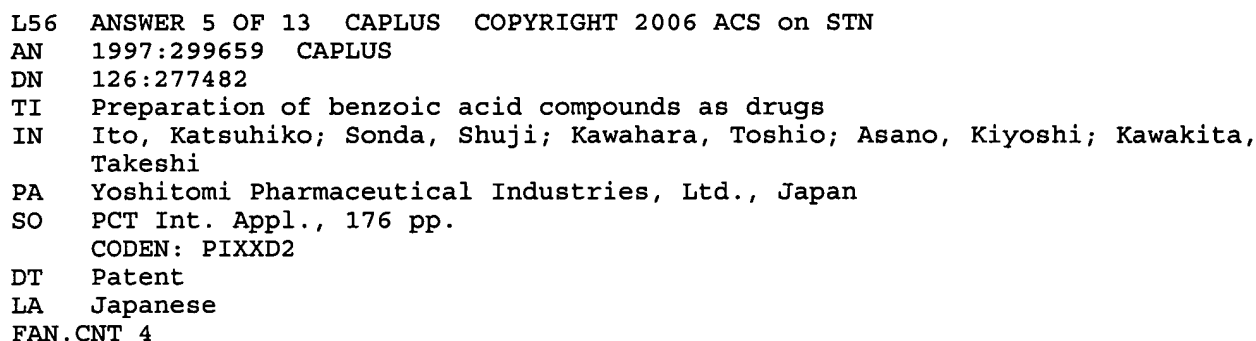 L56 ANSWER 5 OF 13 CAPLUS COPYRIGHT 2006 ACS on STN
AN 1997:299659 CAPLUS
DN 126:277482
TI Preparation of benzoic acid compounds as drugs
IN Ito, Katsuhiko; Sonda, Shuji; Kawahara, Toshio; Asano, Kiyoshi; Kawakita,
Takeshi
PA Yoshitomi Pharmaceutical Industries, Ltd., Japan
SO PCT Int. Appl., 176 pp.
CODEN: PIXXD2
DT Patent
LA Japanese
FAN.CNT 4